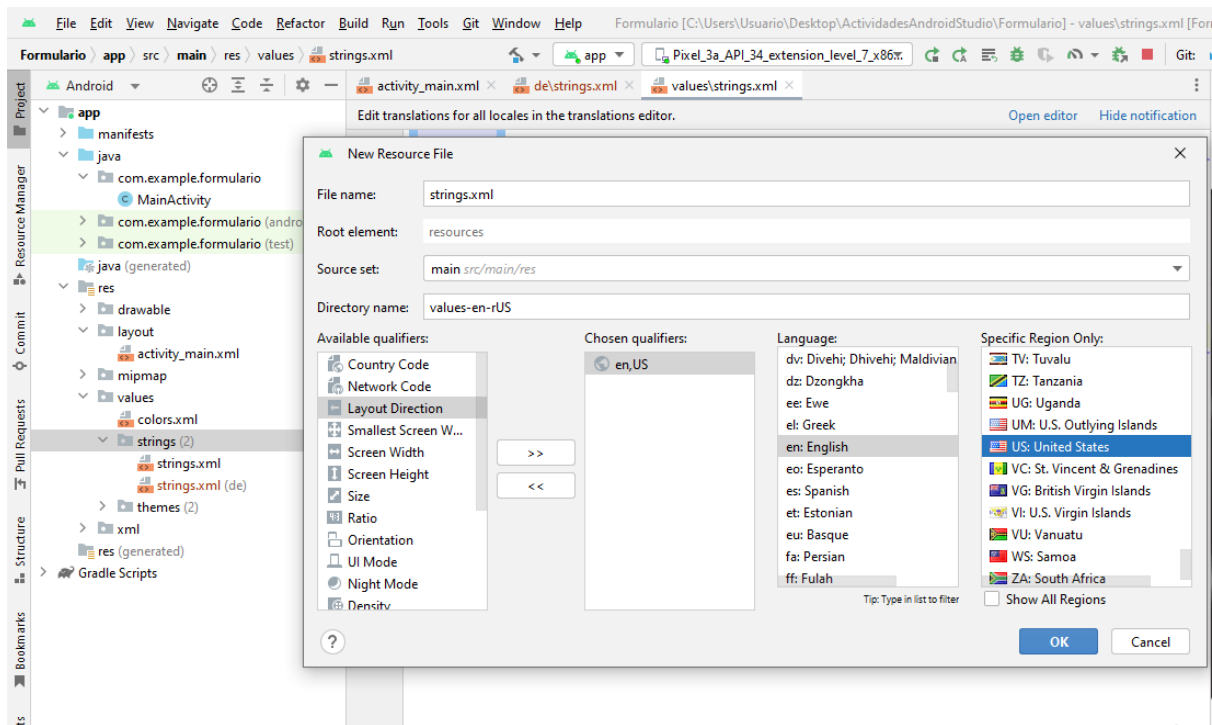 File Edit View Navigate Code Refactor Build Run Tools Git Window Help Formulario [C:\Users\Usuario\Desktop\ActividadesAndroidStudio\Formulario] - values\strings.xml [For
Formulario app src main res values strings.xml app Pixel_3a_API_34_extension_level_7_x86 Git:
Project
Resource Manager
Commit
Pull Requests
Structure
Bookmarks
Android
app
manifests
java
com.example.formulario
MainActivity
com.example.formulario (andro
com.example.formulario (test)
java (generated)
res
drawable
layout
activity_main.xml
mipmap
values
colors.xml
strings (2)
strings.xml
strings.xml (de)
themes (2)
xml
res (generated)
Gradle Scripts
activity_main.xml de\strings.xml values\strings.xml
Edit translations for all locales in the translations editor. Open editor Hide notification
New Resource File
File name: strings.xml
Root element: resources
Source set: main src/main/res
Directory name: values-en-rUS
Available qualifiers:
Country Code
Network Code
Layout Direction
Smallest Screen W...
Screen Width
Screen Height
Size
Ratio
Orientation
UI Mode
Night Mode
Density
>>
<<
Chosen qualifiers:
en,US
Language:
dv: Divehi; Dhivehi; Maldivian
dz: Dzongkha
ee: Ewe
el: Greek
en: English
eo: Esperanto
es: Spanish
et: Estonian
eu: Basque
fa: Persian
ff: Fulah
Tip: Type in list to filter
Specific Region Only:
TV: Tuvalu
TZ: Tanzania
UG: Uganda
UM: U.S. Outlying Islands
US: United States
VC: St. Vincent & Grenadines
VG: British Virgin Islands
VI: U.S. Virgin Islands
VU: Vanuatu
WS: Samoa
ZA: South Africa
Show All Regions
?
OK Cancel